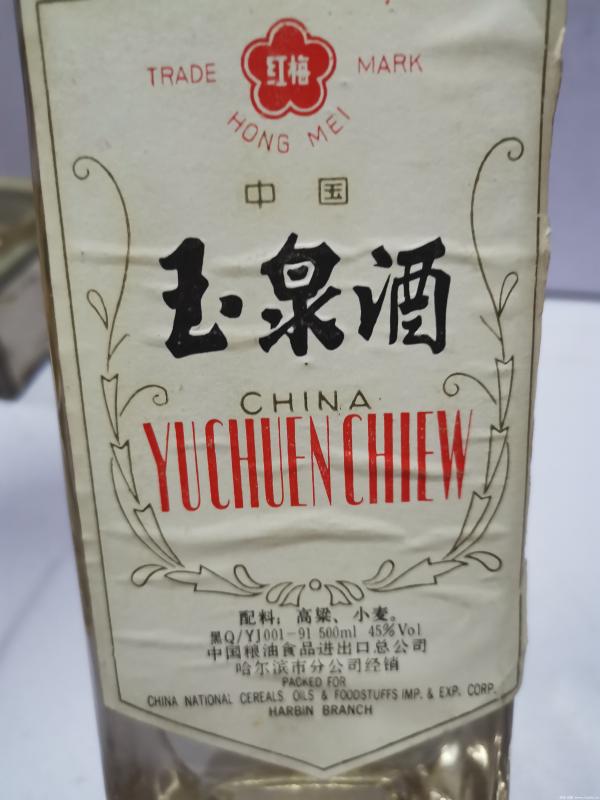 TRADE 红梅 MARK
HONG MEI
中国
玉泉酒
CHINA
YUCHUEN CHIEW
配料：高粱、小麦。
黑Q/YJ001-91 500ml 45%Vol
中国粮油食品进出口总公司
哈尔滨市分公司经销
PACKED FOR
CHINA NATIONAL CEREALS OILS & FOODSTUFFS IMP. & EXP. CORP.
HARBIN BRANCH